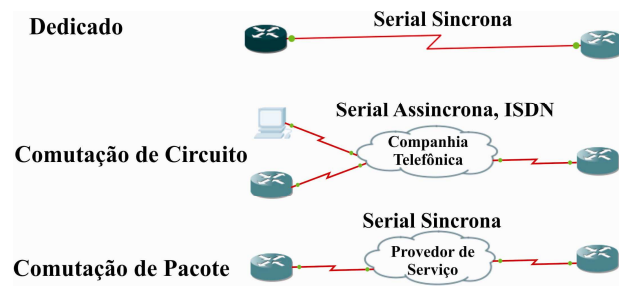 Dedicado
Serial Sincrona
Serial Assincrona, ISDN
Comutação de Circuito
Companhia
Telefônica
Serial Sincrona
Comutação de Pacote
Provedor de
Serviço